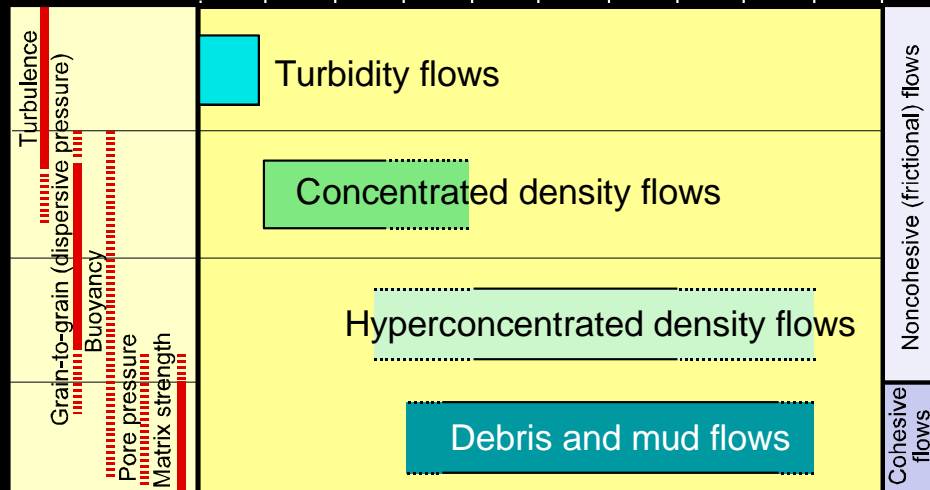 Turbulence
Grain-to-grain (dispersive pressure)
Buoyancy
Pore pressure
Matrix strength
Turbidity flows
Concentrated density flows
Hyperconcentrated density flows
Debris and mud flows
Noncohesive (frictional) flows
Cohesive
flows